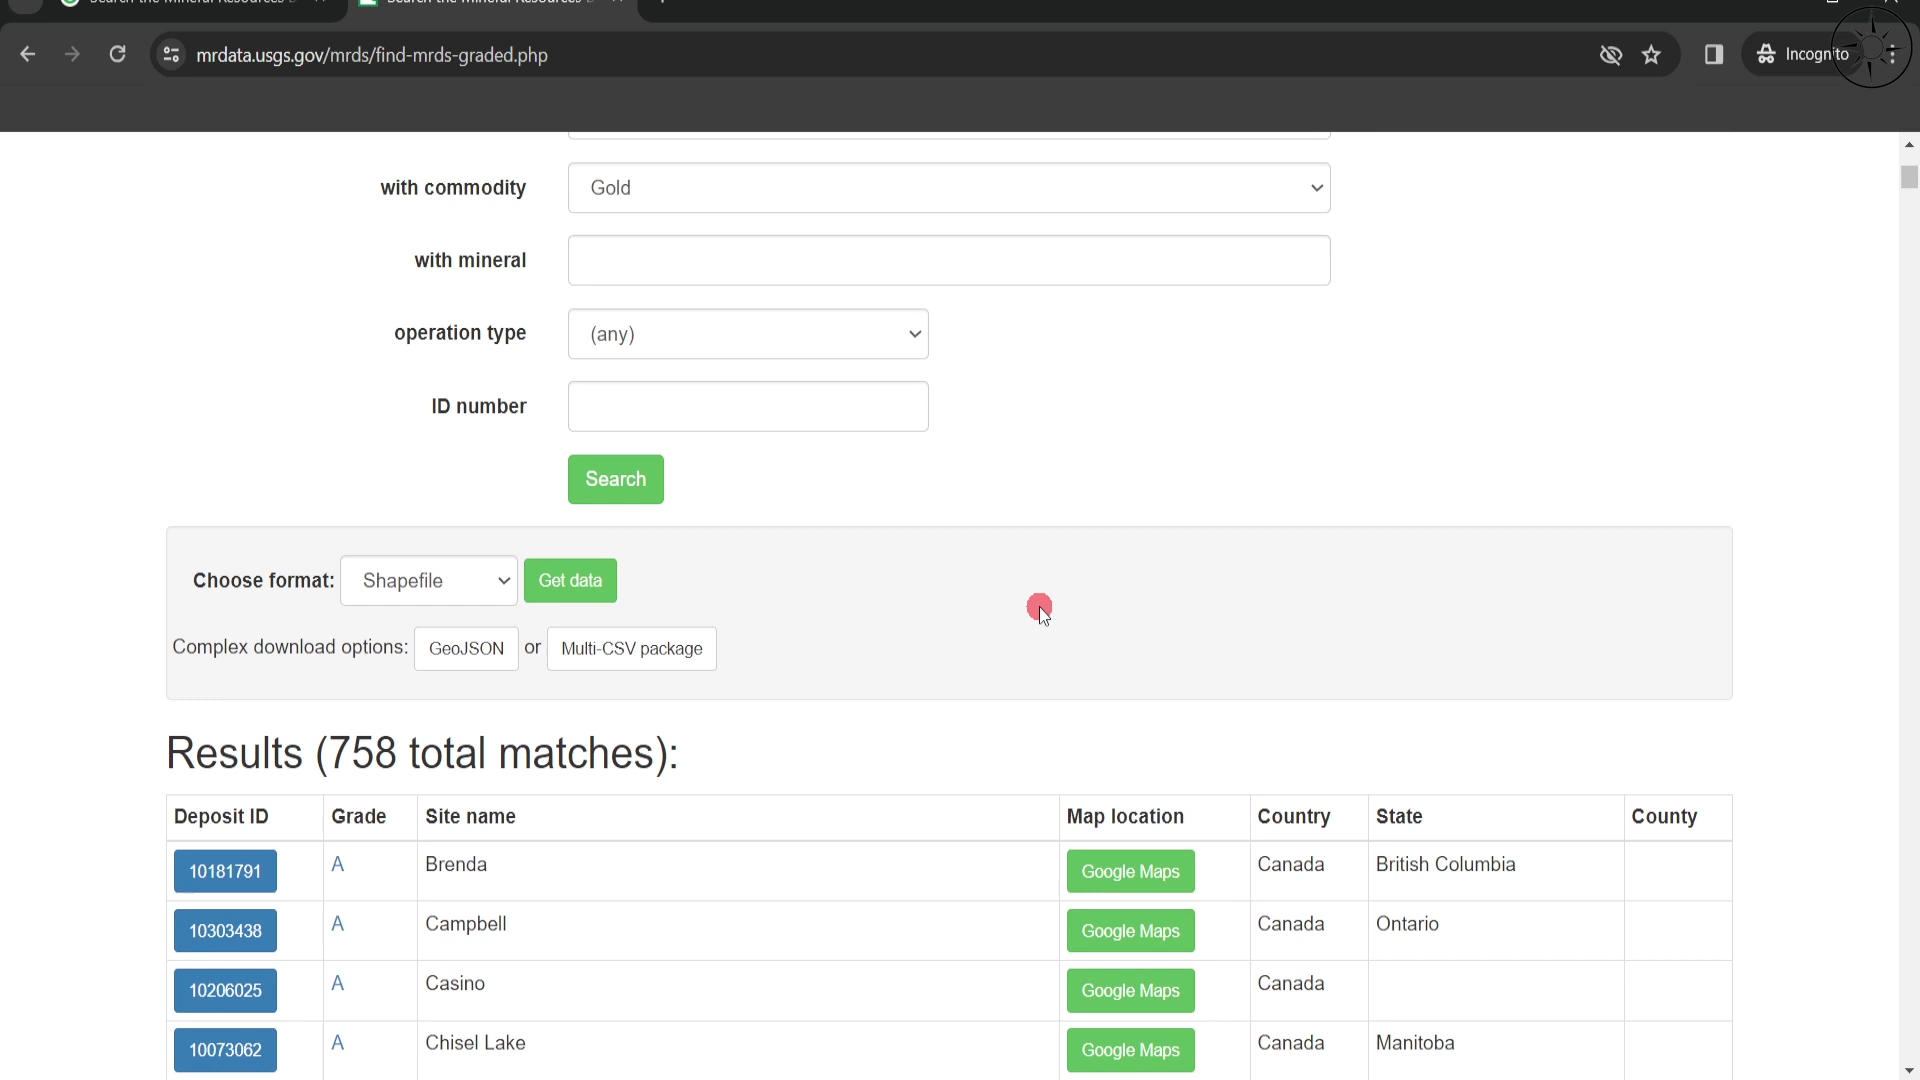 mrdata.usgs.gov/mrds/find-mrds-graded.php
Incognito
with commodity
Gold
with mineral
operation type
(any)
ID number
Search
Choose format: Shapefile Get data
Complex download options: GeoJSON or Multi-CSV package
Results (758 total matches):
Deposit ID Grade Site name Map location Country State County
10181791 A Brenda Google Maps Canada British Columbia
10303438 A Campbell Google Maps Canada Ontario
10206025 A Casino Google Maps Canada
10073062 A Chisel Lake Google Maps Canada Manitoba